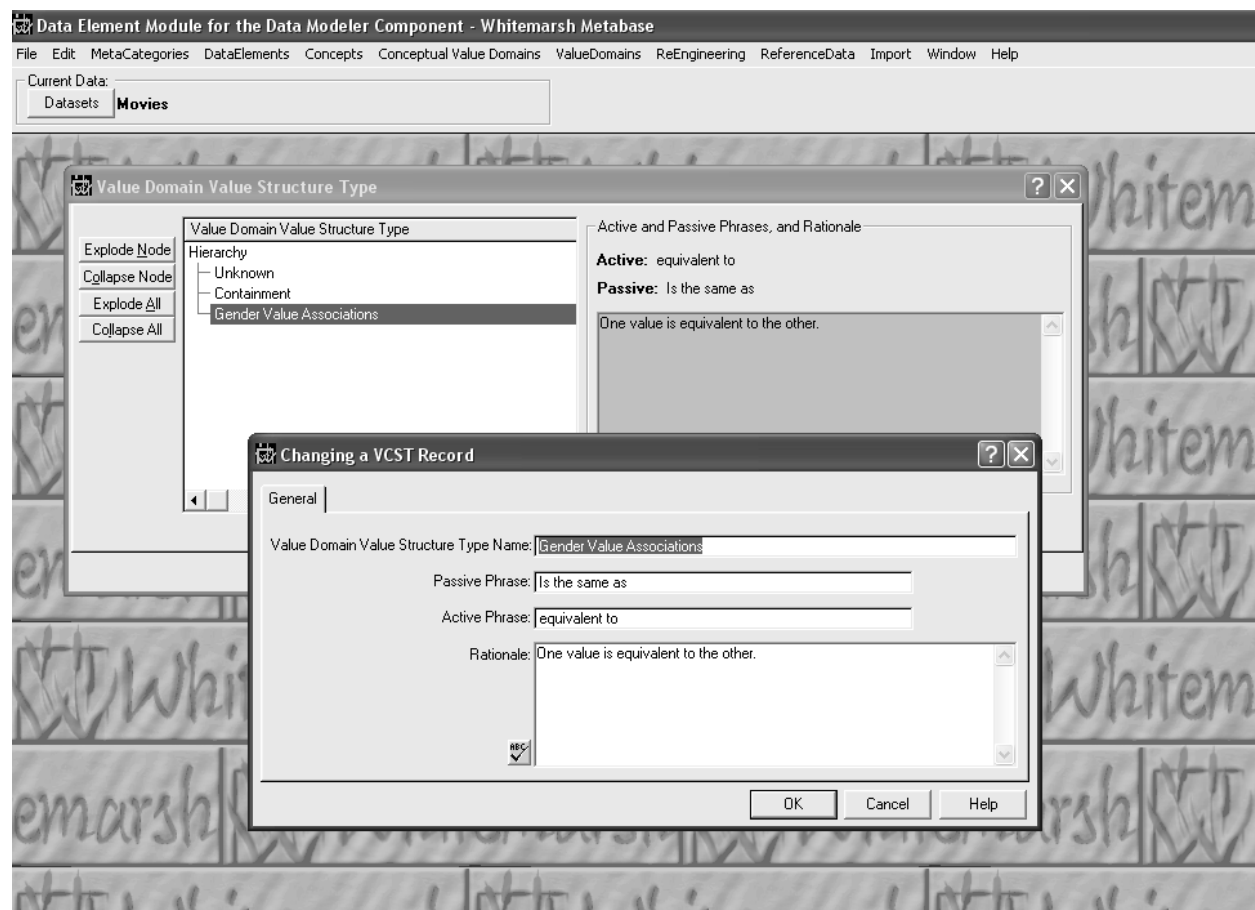 Data Element Module for the Data Modeler Component - Whitemarsh Metabase
File Edit MetaCategories DataElements Concepts Conceptual Value Domains ValueDomains ReEngineering ReferenceData Import Window Help
Current Data:
Datasets Movies
Value Domain Value Structure Type
Value Domain Value Structure Type
Hierarchy
Unknown
Containment
Gender Value Associations
Explode Node
Collapse Node
Explode All
Collapse All
Active and Passive Phrases, and Rationale
Active: equivalent to
Passive: Is the same as
One value is equivalent to the other.
Changing a VCST Record
General
Value Domain Value Structure Type Name: Gender Value Associations
Passive Phrase: Is the same as
Active Phrase: equivalent to
Rationale: One value is equivalent to the other.
ABC
OK Cancel Help